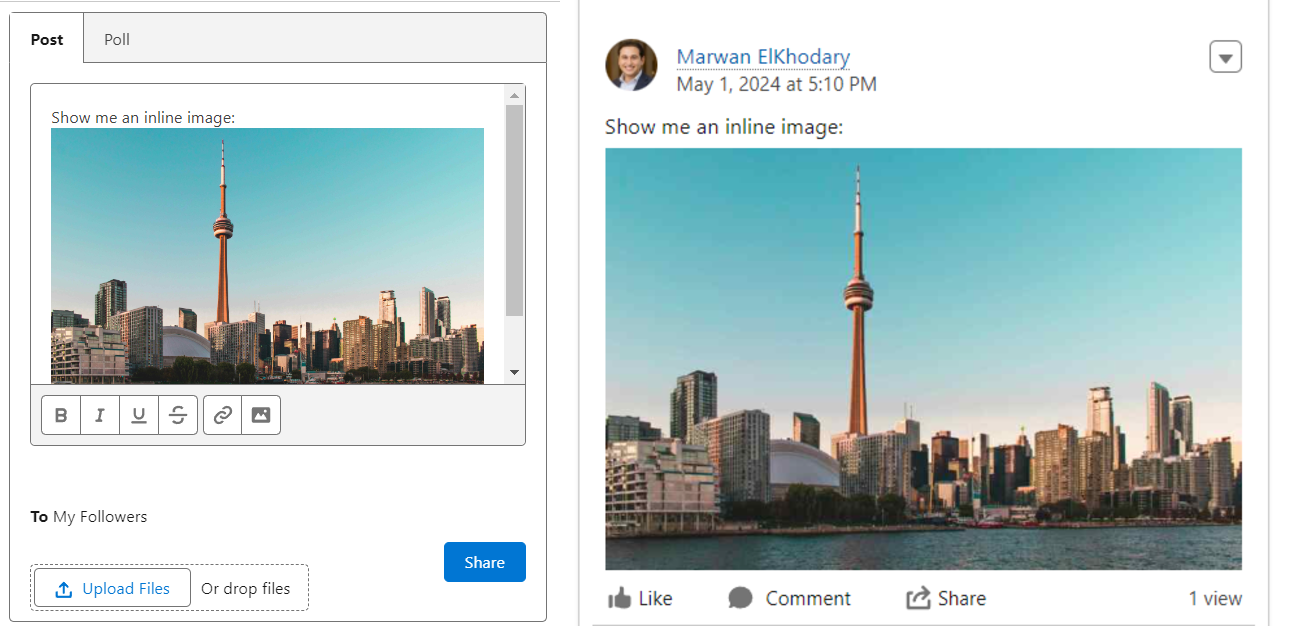 Post
Poll
Show me an inline image:
B I U S
To My Followers
Share
Upload Files Or drop files
Marwan ElKhodary
May 1, 2024 at 5:10 PM
Show me an inline image:
Like Comment Share 1 view